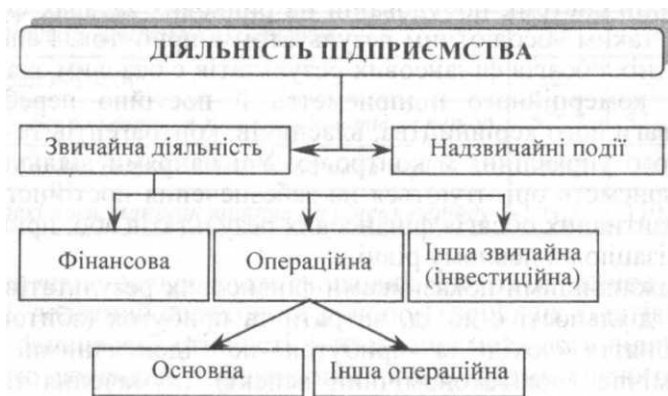 ДІЯЛЬНІСТЬ ПІДПРИЄМСТВА
Звичайна діяльність
Надзвичайні події
Фінансова
Операційна
Інша звичайна
(інвестиційна)
Основна
Інша операційна